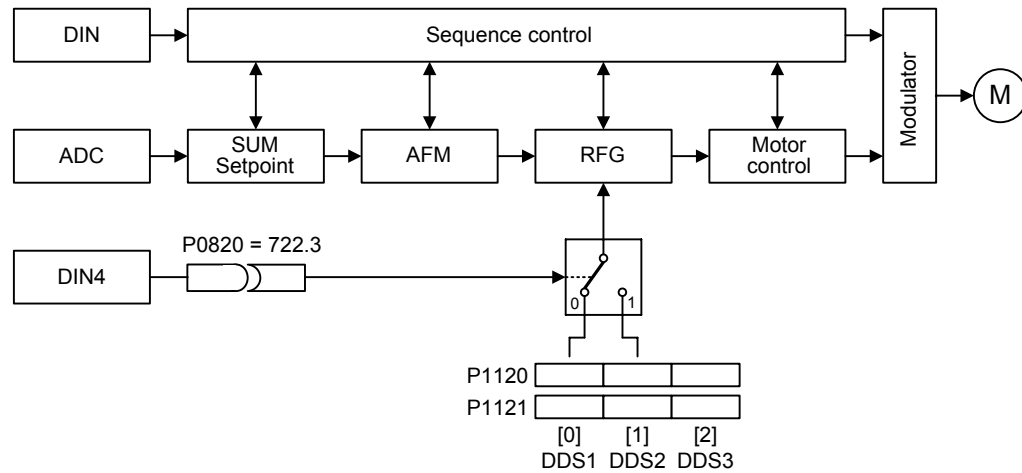 DIN
Sequence control
Modulator
M
ADC
SUM
Setpoint
AFM
RFG
Motor
control
P0820 = 722.3
DIN4
0
1
P1120
P1121
[0]
[1]
[2]
DDS1
DDS2
DDS3